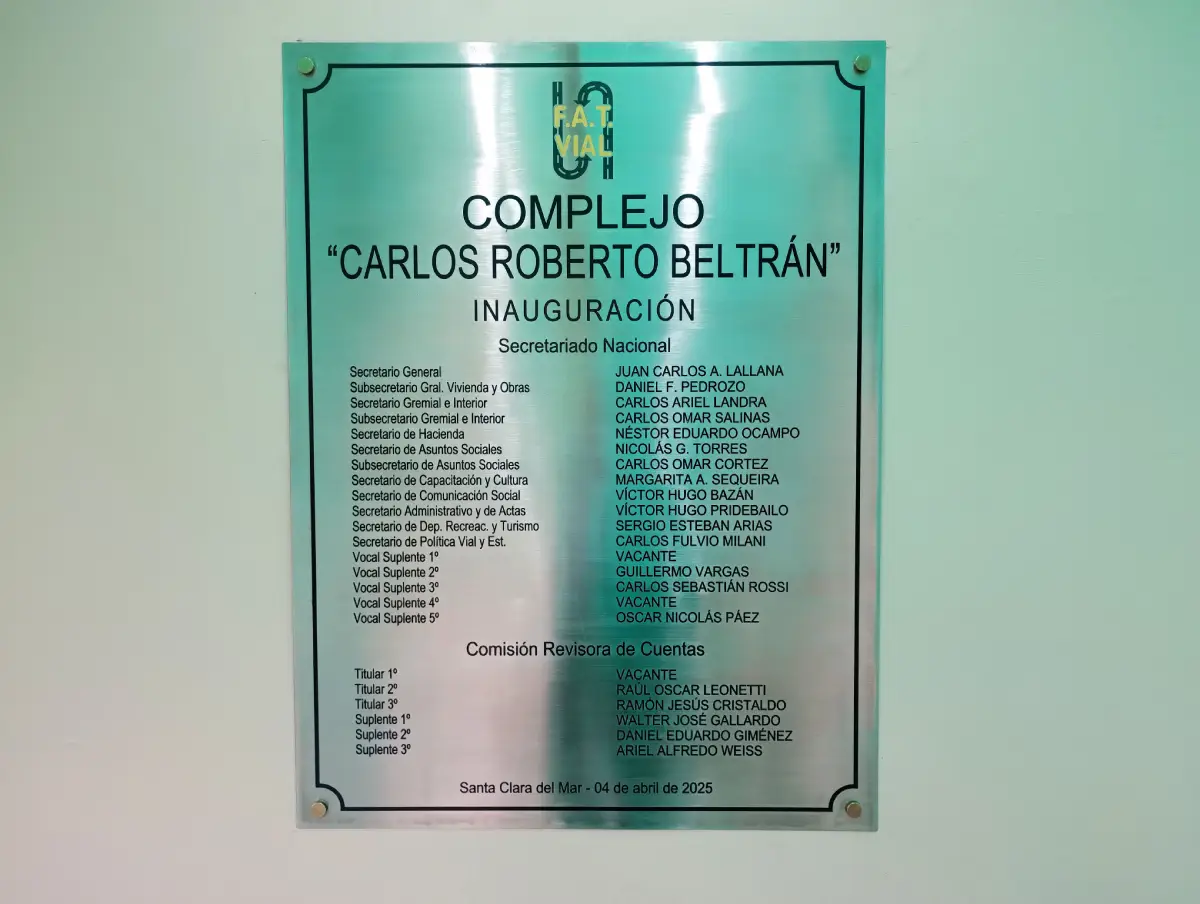 F.A.T.
VIAL
COMPLEJO
“CARLOS ROBERTO BELTRÁN”
INAUGURACIÓN
Secretariado Nacional
Secretario General JUAN CARLOS A. LALLANA
Subsecretario Gral. Vivienda y Obras DANIEL F. PEDROZO
Secretario Gremial e Interior CARLOS ARIEL LANDRA
Subsecretario Gremial e Interior CARLOS OMAR SALINAS
Secretario de Hacienda NÉSTOR EDUARDO OCAMPO
Secretario de Asuntos Sociales NICOLÁS G. TORRES
Subsecretario de Asuntos Sociales CARLOS OMAR CORTEZ
Secretario de Capacitación y Cultura MARGARITA A. SEQUEIRA
Secretario de Comunicación Social VÍCTOR HUGO BAZÁN
Secretario Administrativo y de Actas VÍCTOR HUGO PRIDEBAILO
Secretario de Dep. Recreac. y Turismo SERGIO ESTEBAN ARIAS
Secretario de Política Vial y Est. CARLOS FULVIO MILANI
Vocal Suplente 1º VACANTE
Vocal Suplente 2º GUILLERMO VARGAS
Vocal Suplente 3º CARLOS SEBASTIÁN ROSSI
Vocal Suplente 4º VACANTE
Vocal Suplente 5º OSCAR NICOLÁS PÁEZ
Comisión Revisora de Cuentas
Titular 1º VACANTE
Titular 2º RAÚL OSCAR LEONETTI
Titular 3º RAMÓN JESÚS CRISTALDO
Suplente 1º WALTER JOSÉ GALLARDO
Suplente 2º DANIEL EDUARDO GIMÉNEZ
Suplente 3º ARIEL ALFREDO WEISS
Santa Clara del Mar - 04 de abril de 2025